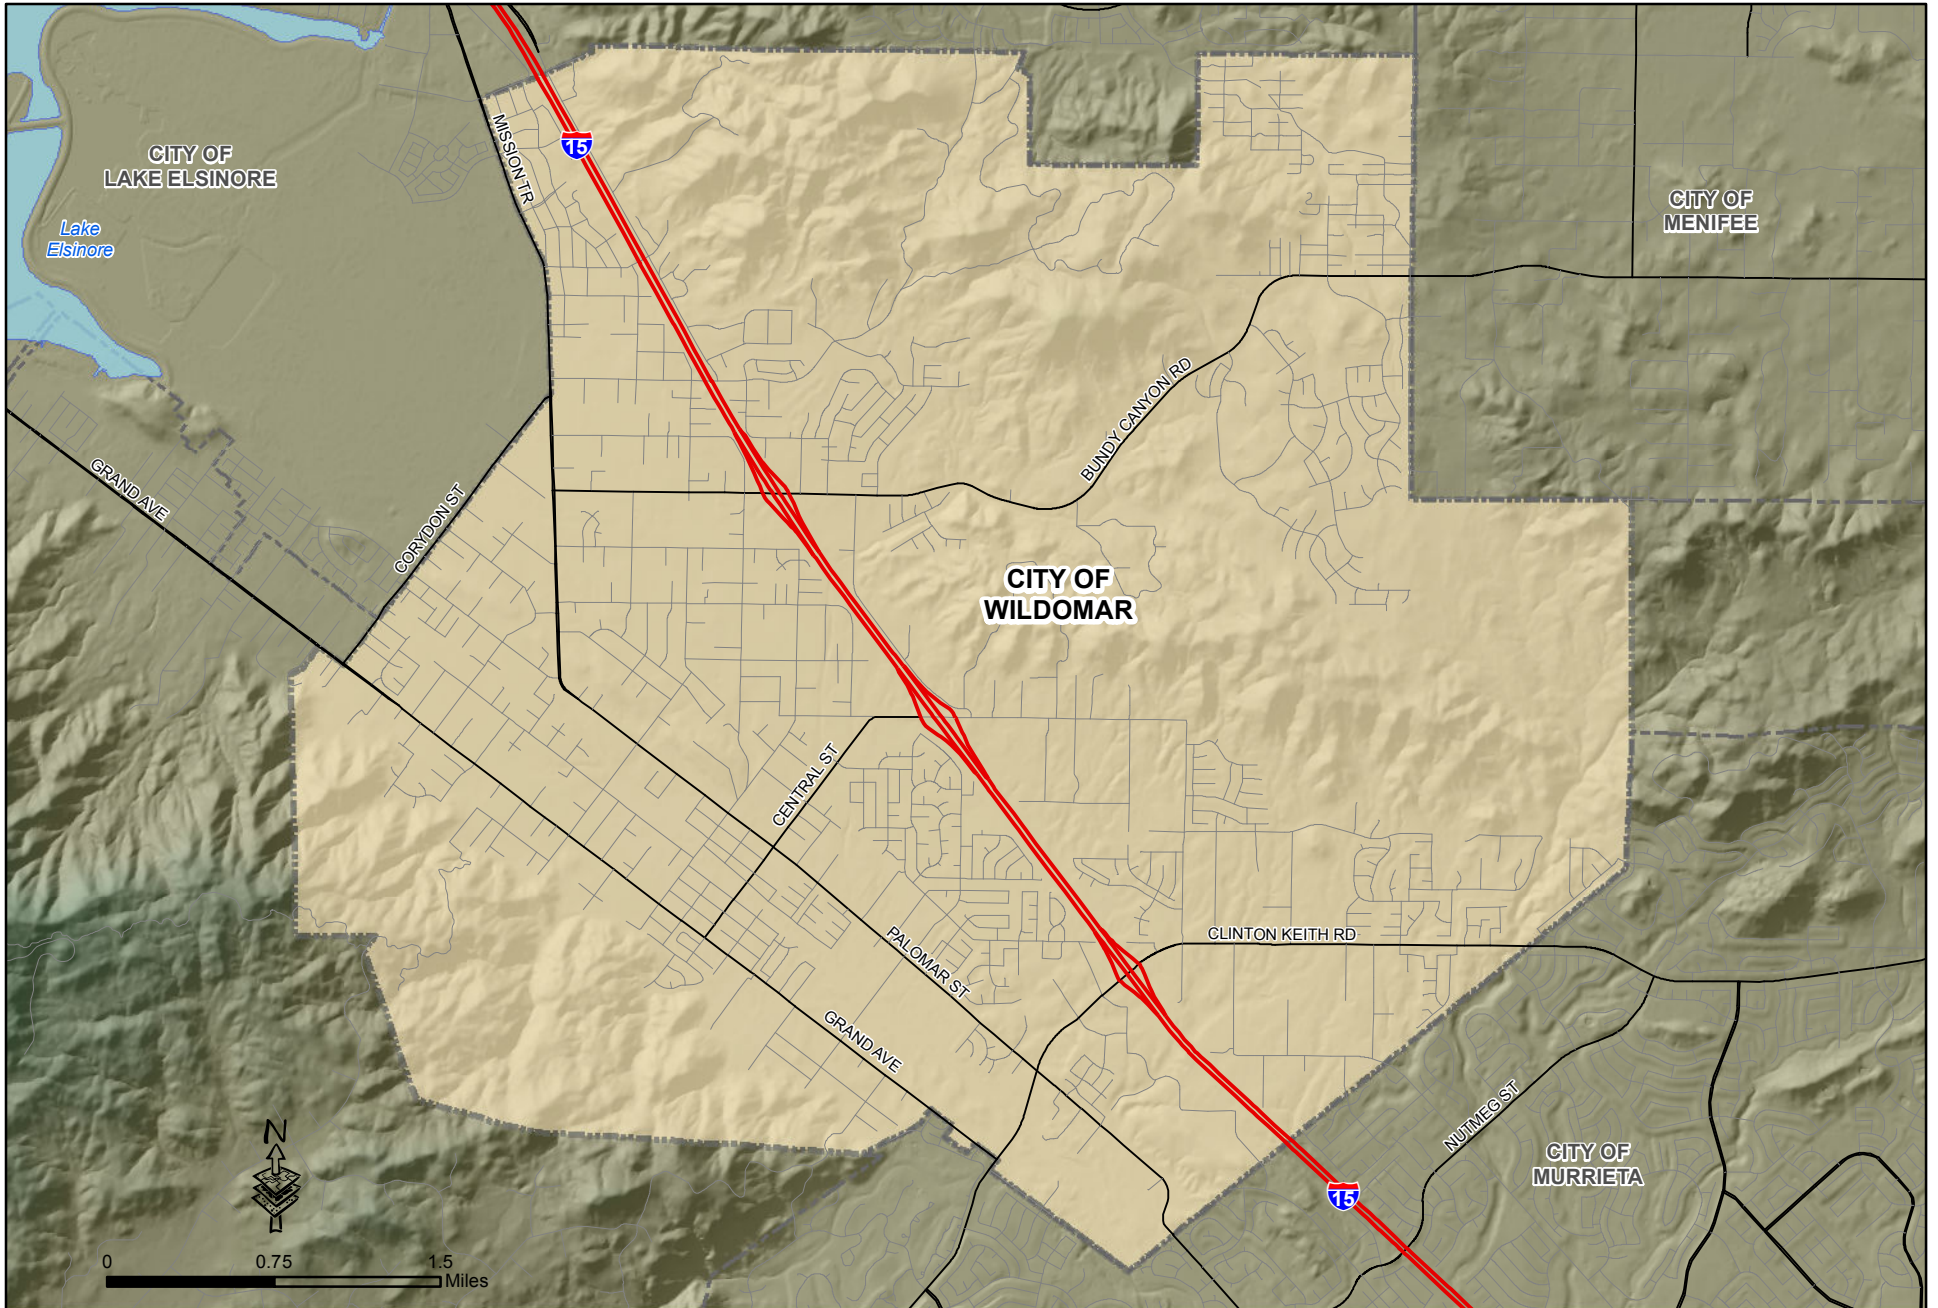 15
MISSION TR
CITY OF
LAKE ELSINORE
CITY OF
MENIFEE
Lake
Elsinore
BUNDY CANYON RD
GRAND AVE
CORYDON ST
CITY OF
WILDOMAR
CENTRAL ST
CLINTON KEITH RD
PALOMAR ST
GRAND AVE
NUTMEG ST
CITY OF
MURRIETA
15
N
0 0.75 1.5
Miles